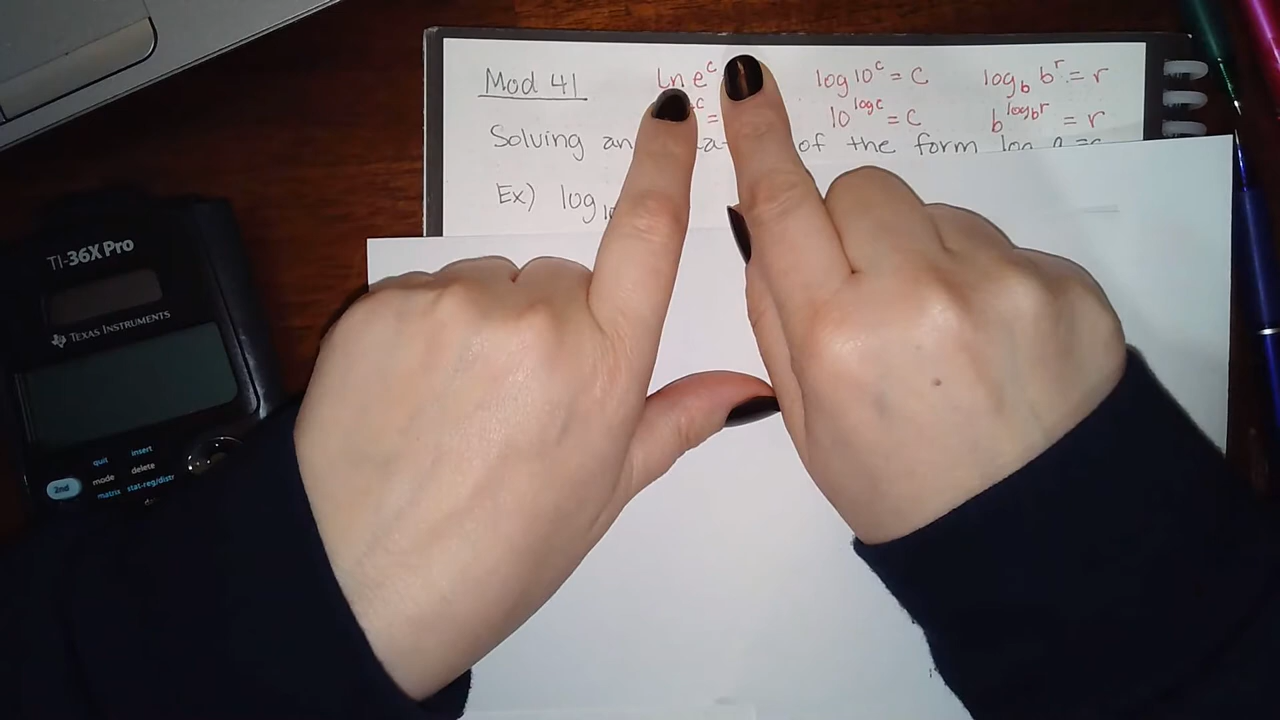 Mod 41 ln e^c log 10^c = c log_b b^r = r
c = 10^log c = c b^log_b r = r
Solving an of the form
Ex) log
TI-36X Pro
TEXAS INSTRUMENTS
quit insert
2nd mode delete
matrix stat-reg/distr